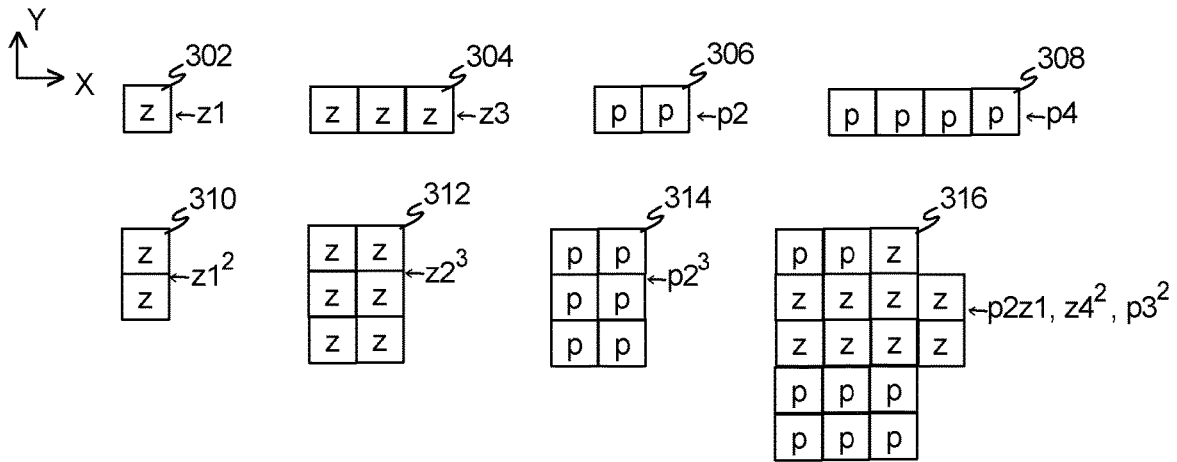 Y
X
302 304 306 308
z ←z1 z z z ←z3 p p ←p2 p p p p ←p4
310 312 314 316
z z z p p p p z
←z1² ←z2³ ←p2³
z z z p p z z z z
←p2z1, z4², p3²
z z p p z z z z
p p p
p p p